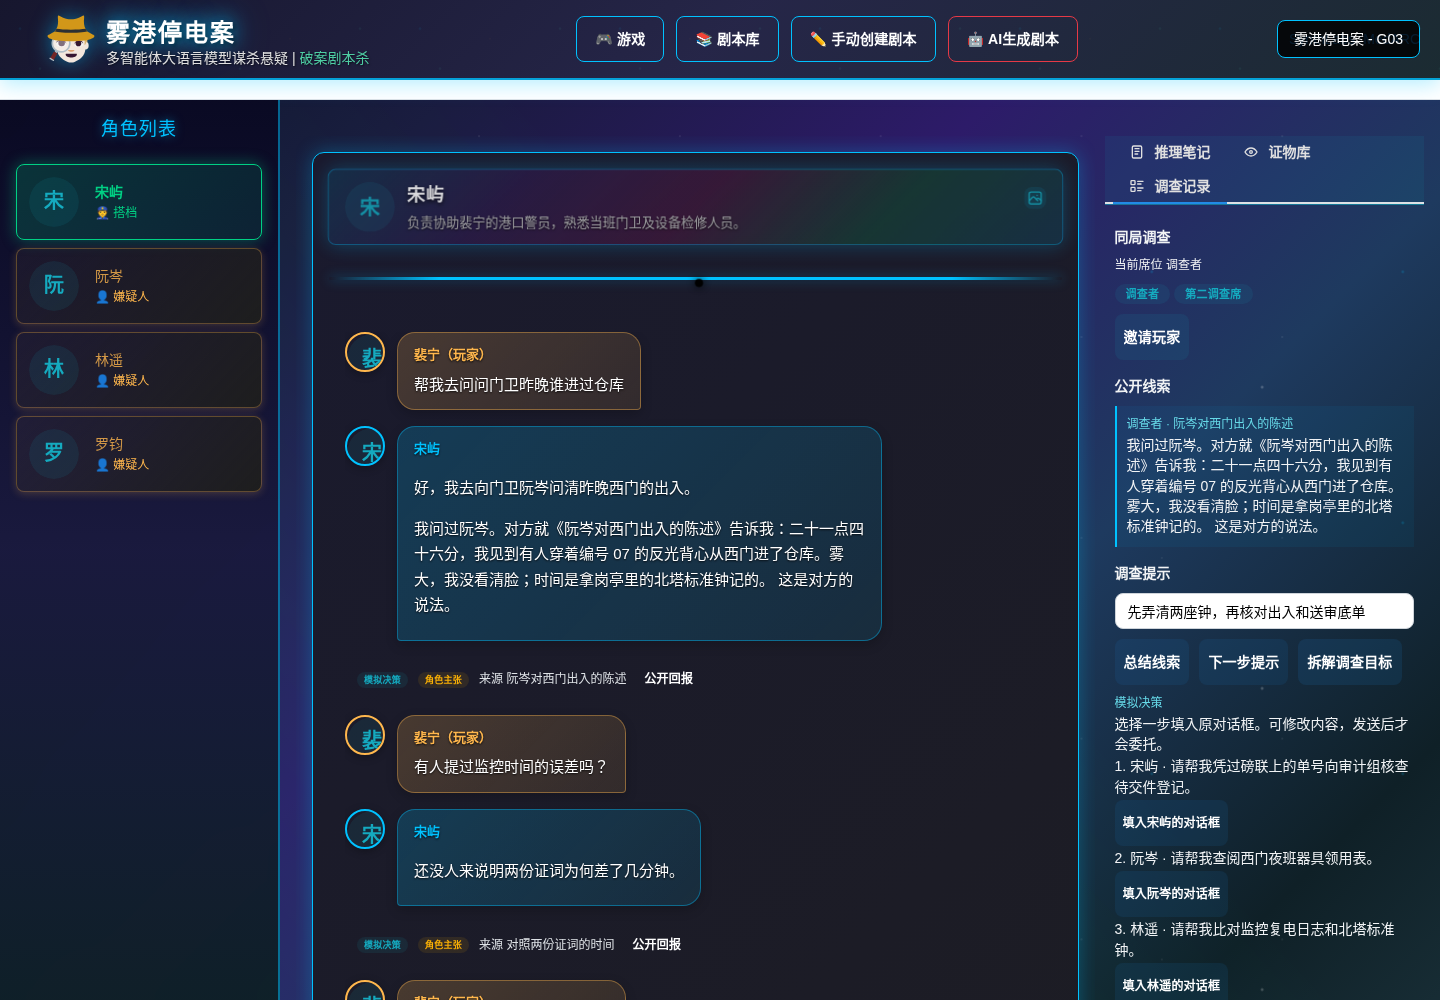 雾港停电案
多智能体大语言模型谋杀悬疑 | 破案剧本杀
🎮 游戏
📚 剧本库
✏️ 手动创建剧本
🤖 AI生成剧本
雾港停电案 - G03
角色列表
宋
宋屿
👮 搭档
阮
阮岑
👤 嫌疑人
林
林遥
👤 嫌疑人
罗
罗钧
👤 嫌疑人
宋
宋屿
负责协助裴宁的港口警员，熟悉当班门卫及设备检修人员。
裴
裴宁（玩家）
帮我去问问门卫昨晚谁进过仓库
宋
宋屿
好，我去向门卫阮岑问清昨晚西门的出入。
我问过阮岑。对方就《阮岑对西门出入的陈述》告诉我：二十一点四
十六分，我见到有人穿着编号 07 的反光背心从西门进了仓库。雾
大，我没看清脸；时间是拿岗亭里的北塔标准钟记的。 这是对方的
说法。
模拟决策 角色主张 来源 阮岑对西门出入的陈述 公开回报
裴
裴宁（玩家）
有人提过监控时间的误差吗？
宋
宋屿
还没人来说明两份证词为何差了几分钟。
模拟决策 角色主张 来源 对照两份证词的时间 公开回报
裴宁（玩家）
推理笔记
证物库
调查记录
同局调查
当前席位 调查者
调查者 第二调查席
邀请玩家
公开线索
调查者 · 阮岑对西门出入的陈述
我问过阮岑。对方就《阮岑对西门出入的陈
述》告诉我：二十一点四十六分，我见到有
人穿着编号 07 的反光背心从西门进了仓库。
雾大，我没看清脸；时间是拿岗亭里的北塔
标准钟记的。 这是对方的说法。
调查提示
先弄清两座钟，再核对出入和送审底单
总结线索 下一步提示 拆解调查目标
模拟决策
选择一步填入原对话框。可修改内容，发送后才
会委托。
1. 宋屿 · 请帮我凭过磅联上的单号向审计组核查
待交件登记。
填入宋屿的对话框
2. 阮岑 · 请帮我查阅西门夜班器具领用表。
填入阮岑的对话框
3. 林遥 · 请帮我比对监控复电日志和北塔标准
钟。
填入林遥的对话框